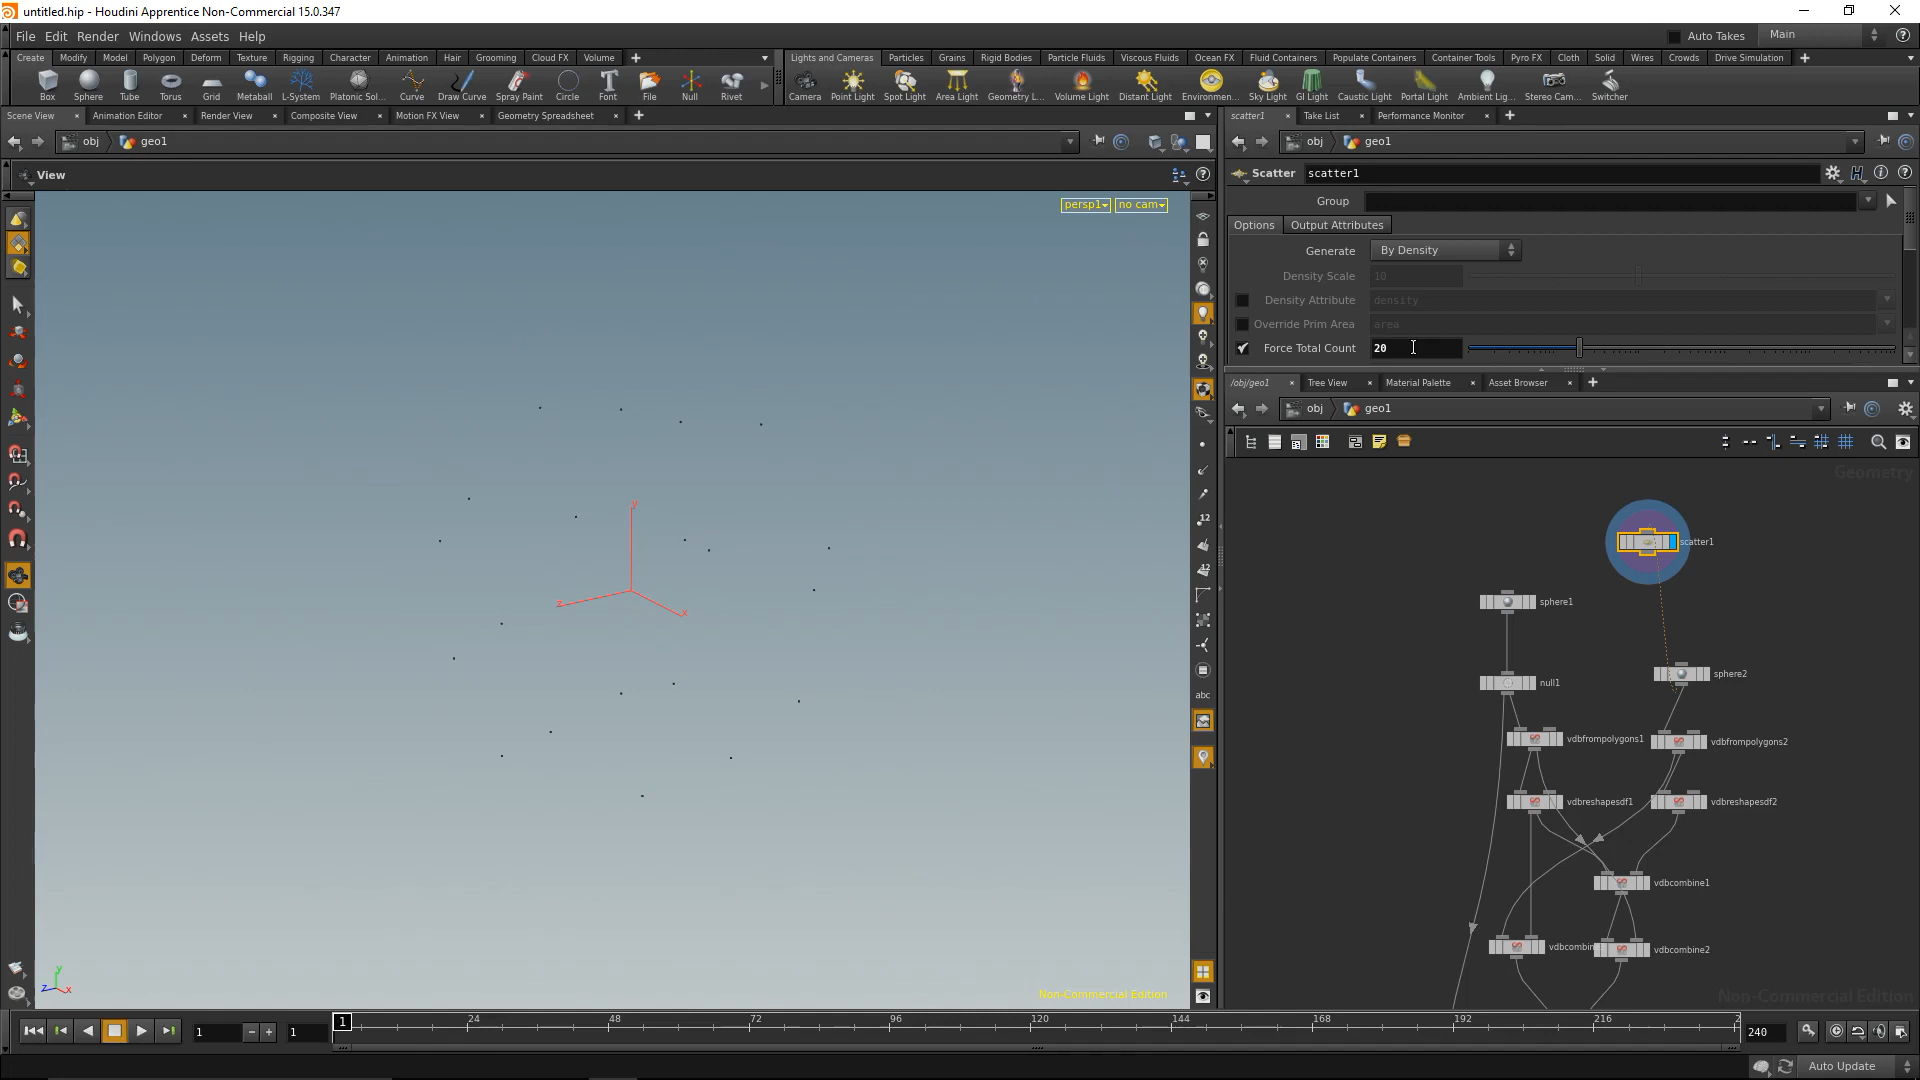 untitled.hip - Houdini Apprentice Non-Commercial 15.0.347
File Edit Render Windows Assets Help
Auto Takes Main
Create Modify Model Polygon Deform Texture Rigging Character Animation Hair Grooming Cloud FX Volume
Lights and Cameras Particles Grains Rigid Bodies Particle Fluids Viscous Fluids Ocean FX Fluid Containers Populate Containers Container Tools Pyro FX Cloth Solid Wires Crowds Drive Simulation
Box Sphere Tube Torus Grid Metaball L-System Platonic Sol... Curve Draw Curve Spray Paint Circle Font File Null Rivet
Camera Point Light Spot Light Area Light Geometry L... Volume Light Distant Light Environmen... Sky Light GI Light Caustic Light Portal Light Ambient Lig... Stereo Cam... Switcher
Scene View Animation Editor Render View Composite View Motion FX View Geometry Spreadsheet
scatter1 Take List Performance Monitor
obj geo1
obj geo1
View
Scatter scatter1
persp1 no cam
Group
Options Output Attributes
Generate By Density
Density Scale 10
Density Attribute density
Override Prim Area area
Force Total Count 20
/obj/geo1 Tree View Material Palette Asset Browser
obj geo1
Geometry
y
z
x
12
12
abc
scatter1
sphere1
sphere2
null1
vdbfrompolygons1
vdbfrompolygons2
vdbreshapesdf1
vdbreshapesdf2
vdbcombine1
vdbcombine
vdbcombine2
y
z x
Non-Commercial Edition
Non-Commercial Edition
1 1 1 24 48 72 96 120 144 168 192 216 2 240
Auto Update